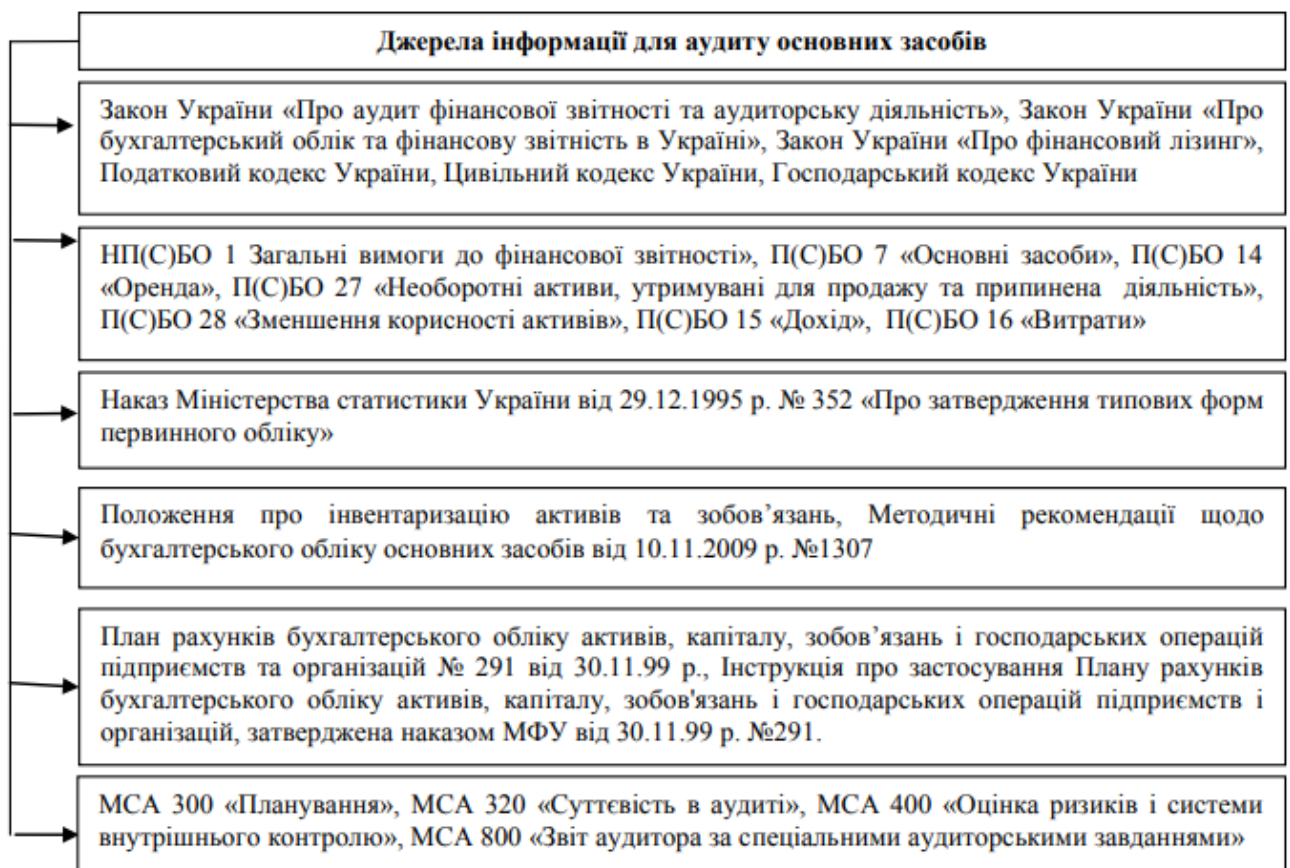 Джерела інформації для аудиту основних засобів
Закон України «Про аудит фінансової звітності та аудиторську діяльність», Закон України «Про
бухгалтерський облік та фінансову звітність в Україні», Закон України «Про фінансовий лізинг»,
Податковий кодекс України, Цивільний кодекс України, Господарський кодекс України
НП(С)БО 1 Загальні вимоги до фінансової звітності», П(С)БО 7 «Основні засоби», П(С)БО 14
«Оренда», П(С)БО 27 «Необоротні активи, утримувані для продажу та припинена діяльність»,
П(С)БО 28 «Зменшення корисності активів», П(С)БО 15 «Дохід», П(С)БО 16 «Витрати»
Наказ Міністерства статистики України від 29.12.1995 р. № 352 «Про затвердження типових форм
первинного обліку»
Положення про інвентаризацію активів та зобов’язань, Методичні рекомендації щодо
бухгалтерського обліку основних засобів від 10.11.2009 р. №1307
План рахунків бухгалтерського обліку активів, капіталу, зобов’язань і господарських операцій
підприємств та організацій № 291 від 30.11.99 р., Інструкція про застосування Плану рахунків
бухгалтерського обліку активів, капіталу, зобов'язань і господарських операцій підприємств і
організацій, затверджена наказом МФУ від 30.11.99 р. №291.
МСА 300 «Планування», МСА 320 «Суттєвість в аудиті», МСА 400 «Оцінка ризиків і системи
внутрішнього контролю», МСА 800 «Звіт аудитора за спеціальними аудиторськими завданнями»